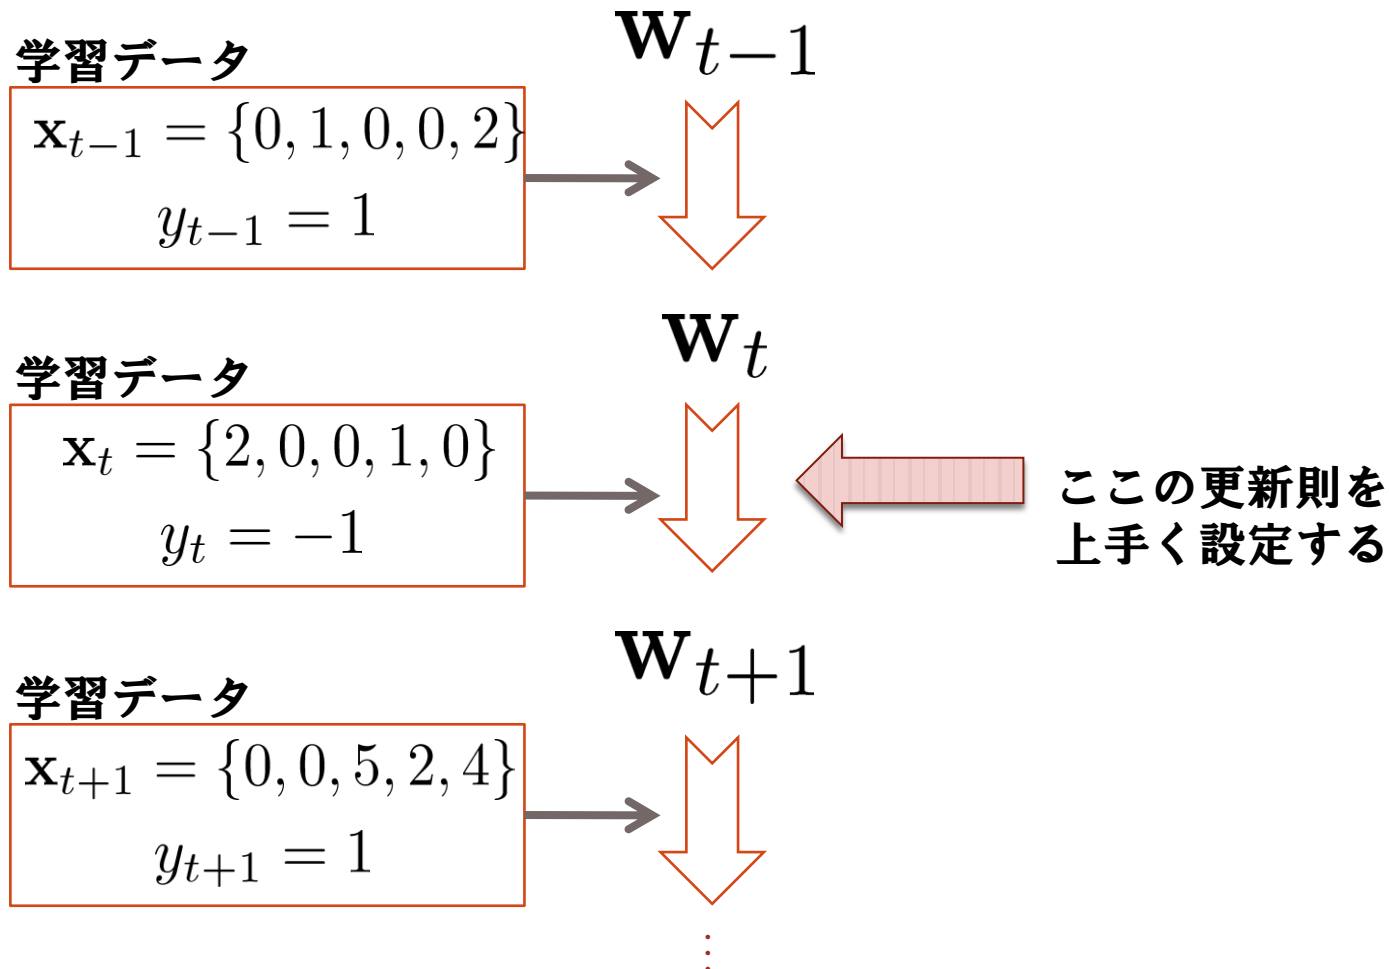 𝐰_{t−1}
学習データ
𝐱_{t−1} = {0, 1, 0, 0, 2}
y_{t−1} = 1
𝐰_t
学習データ
𝐱_t = {2, 0, 0, 1, 0}
y_t = −1
ここの更新則を
上手く設定する
𝐰_{t+1}
学習データ
𝐱_{t+1} = {0, 0, 5, 2, 4}
y_{t+1} = 1
⋮